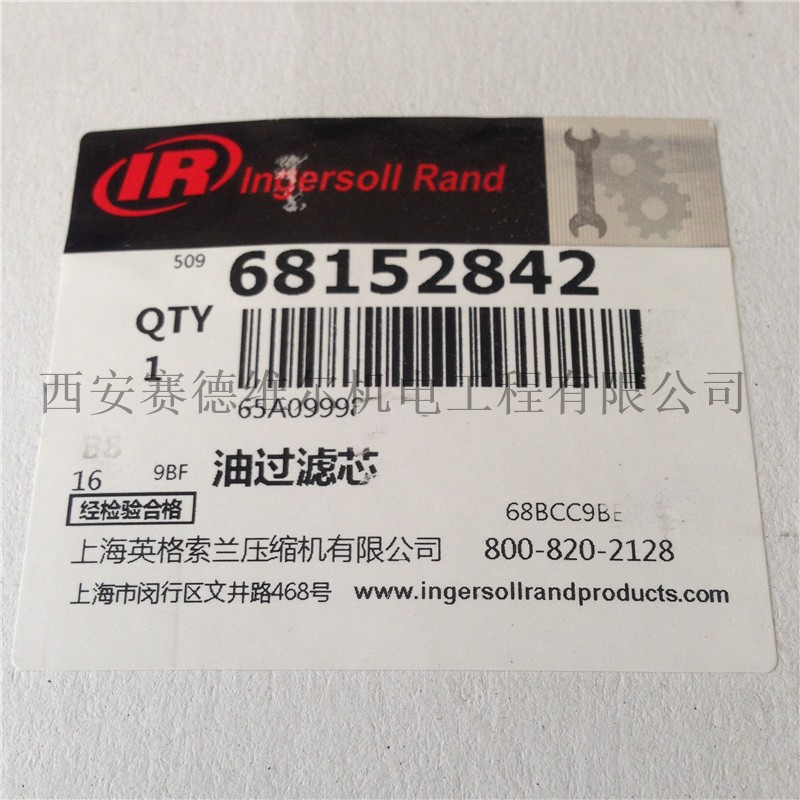 IR Ingersoll Rand
509 68152842
QTY
1
西安赛德维尔机电工程有限公司
65A09998
16 9BF 油过滤芯
经检验合格
上海英格索兰压缩机有限公司 800-820-2128
上海市闵行区文井路468号 www.ingersollrandproducts.com